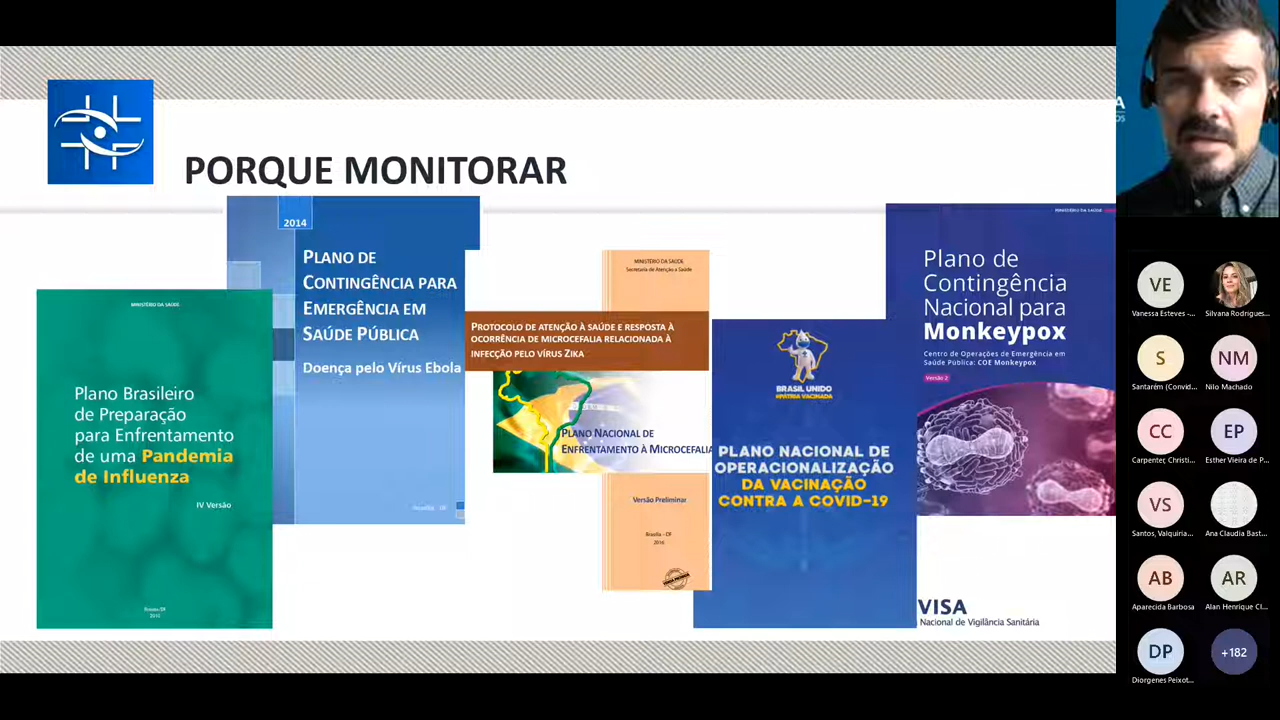 PORQUE MONITORAR
MINISTÉRIO DA SAÚDE
Plano Brasileiro
de Preparação
para Enfrentamento
de uma Pandemia
de Influenza
IV Versão
2014
PLANO DE
CONTINGÊNCIA PARA
EMERGÊNCIA EM
SAÚDE PÚBLICA
Doença pelo Vírus Ebola
Brasília - DF
MINISTÉRIO DA SAÚDE
Secretaria de Atenção a Saúde
PROTOCOLO DE ATENÇÃO À SAÚDE E RESPOSTA À
OCORRÊNCIA DE MICROCEFALIA RELACIONADA À
INFECÇÃO PELO VÍRUS ZIKA
PLANO NACIONAL DE
ENFRENTAMENTO À MICROCEFALIA
Versão Preliminar
Brasília - DF
2016
BRASIL UNIDO
#PÁTRIA VACINADA
PLANO NACIONAL DE
OPERACIONALIZAÇÃO
DA VACINAÇÃO
CONTRA A COVID-19
MINISTÉRIO DA SAÚDE
Plano de
Contingência
Nacional para
Monkeypox
Centro de Operações de Emergência em
Saúde Pública: COE Monkeypox
Versão 2
VISA
Nacional de Vigilância Sanitária
A
OS
VE
Vanessa Esteves -...
Silvana Rodrigues...
S
Santarém (Convid...
NM
Nilo Machado
CC
Carpenter, Christi...
EP
Esther Vieira de P...
VS
Santos, Valquiria...
Ana Claudia Bast...
AB
Aparecida Barbosa
AR
Alan Henrique Cl...
DP
Diorgenes Peixot...
+182